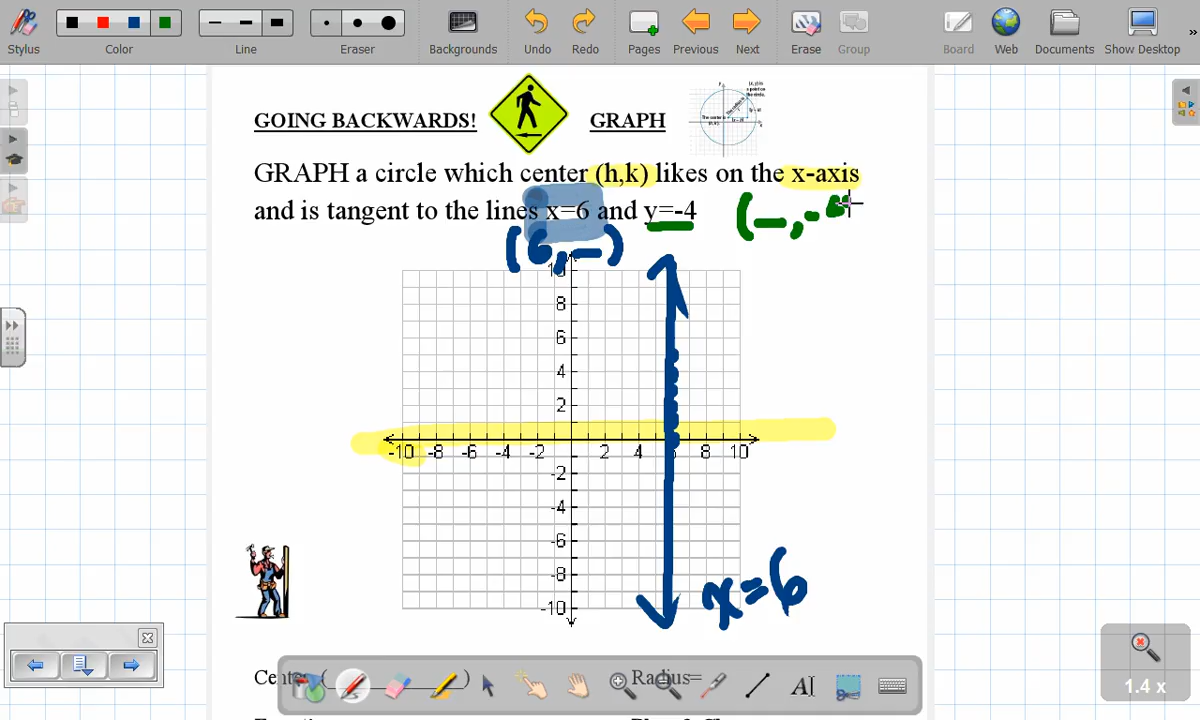 Stylus Color Line Eraser Backgrounds Undo Redo Pages Previous Next Erase Group Board Web Documents Show Desktop »
GOING BACKWARDS! GRAPH
GRAPH a circle which center (h,k) likes on the x-axis
and is tangent to the lines x=6 and y=-4 (_,-4
(6,_)
10
8
6
4
2
-10 -8 -6 -4 -2 2 4 8 10
-2
-4
-6
-8
-10
x=6
Center ( ) Radius=
1.4 x